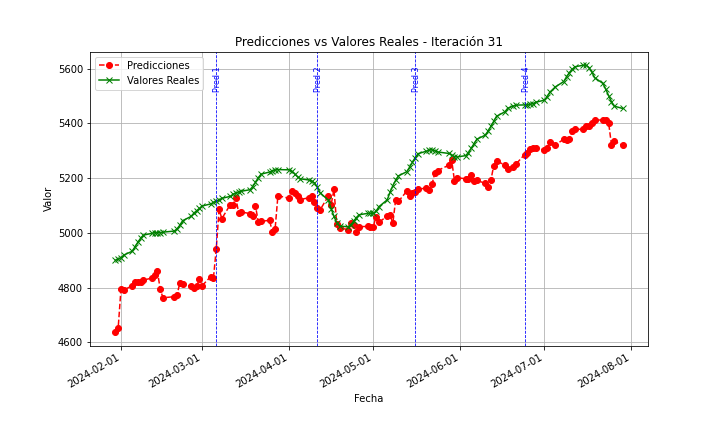 Predicciones vs Valores Reales - Iteración 31
Predicciones
Valores Reales
Pred 1
Pred 2
Pred 3
Pred 4
Valor
5600
5400
5200
5000
4800
4600
2024-02-01
2024-03-01
2024-04-01
2024-05-01
2024-06-01
2024-07-01
2024-08-01
Fecha